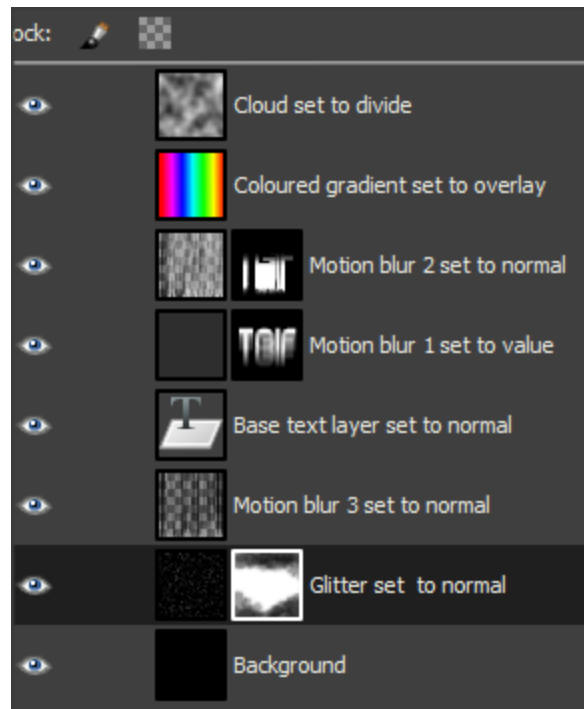 ock:
Cloud set to divide
Coloured gradient set to overlay
Motion blur 2 set to normal
Motion blur 1 set to value
Base text layer set to normal
Motion blur 3 set to normal
Glitter set  to normal
Background